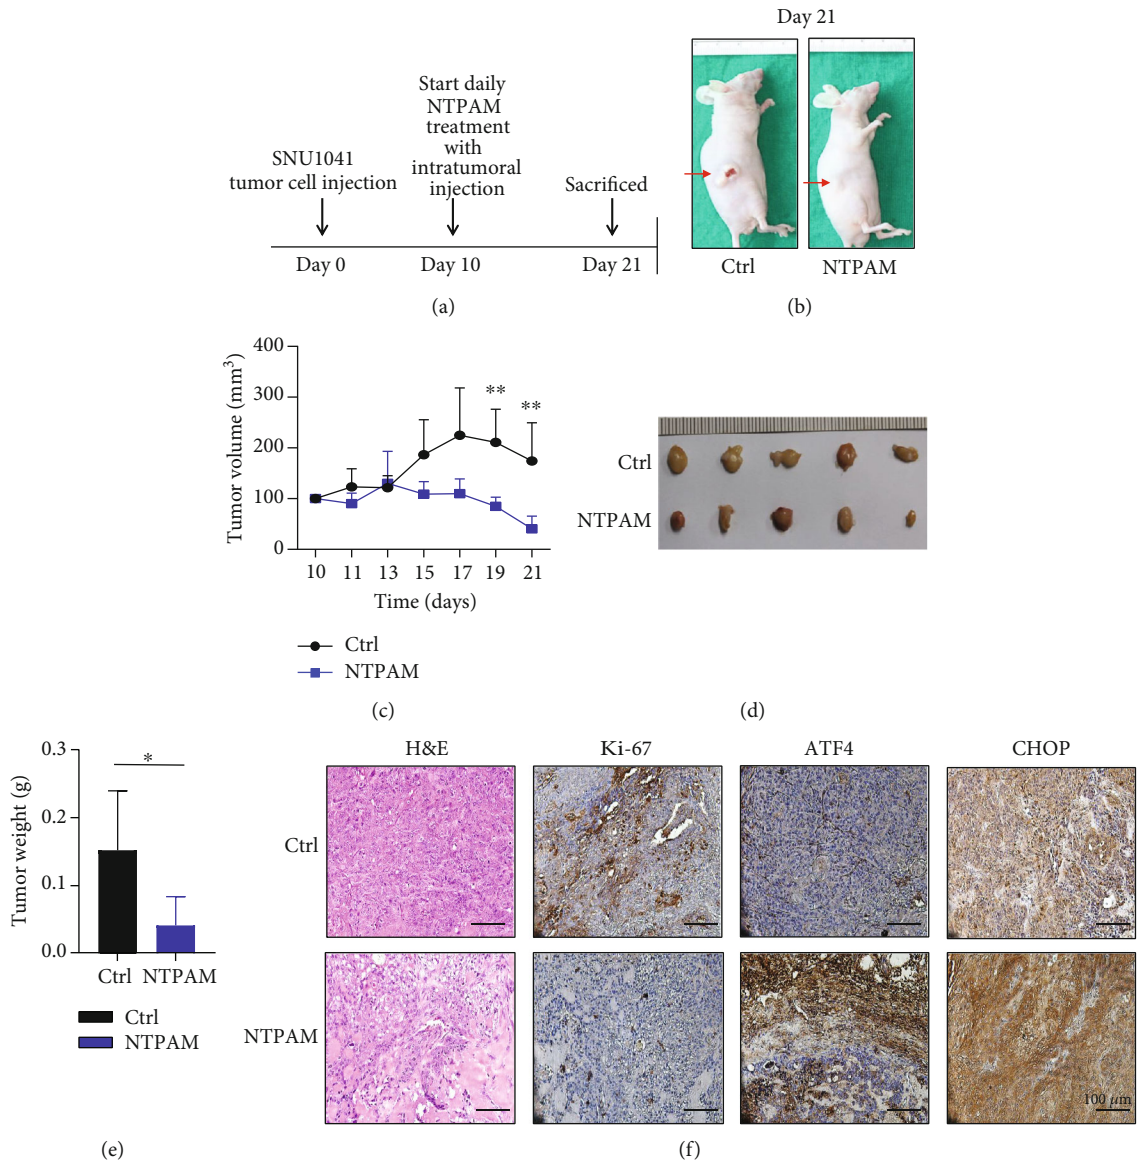 Start daily
NTPAM
treatment
with
intratumoral
injection
SNU1041
tumor cell injection
Sacrificed
Day 0
Day 10
Day 21
(a)
Day 21
Ctrl
NTPAM
(b)
Tumor volume (mm³)
400
300
200
100
0
**
**
10 11 13 15 17 19 21
Time (days)
Ctrl
NTPAM
(c)
Ctrl
NTPAM
(d)
Tumor weight (g)
0.3
0.2
0.1
0.0
*
Ctrl NTPAM
Ctrl
NTPAM
(e)
H&E
Ki-67
ATF4
CHOP
Ctrl
NTPAM
100 μm
(f)